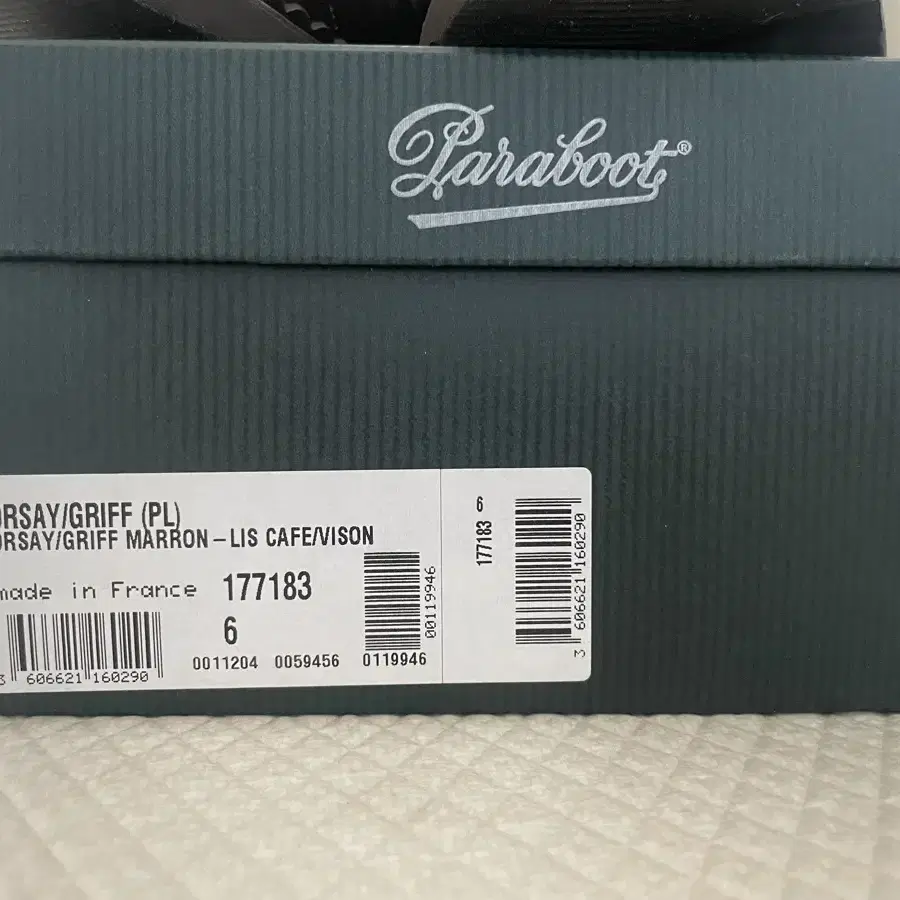 Paraboot®
ORSAY/GRIFF (PL)
ORSAY/GRIFF MARRON – LIS CAFE/VISON
made in France 177183
6
3 606621 160290
0011204 0059456 0119946
00119946
6
177183
3 606621 160290